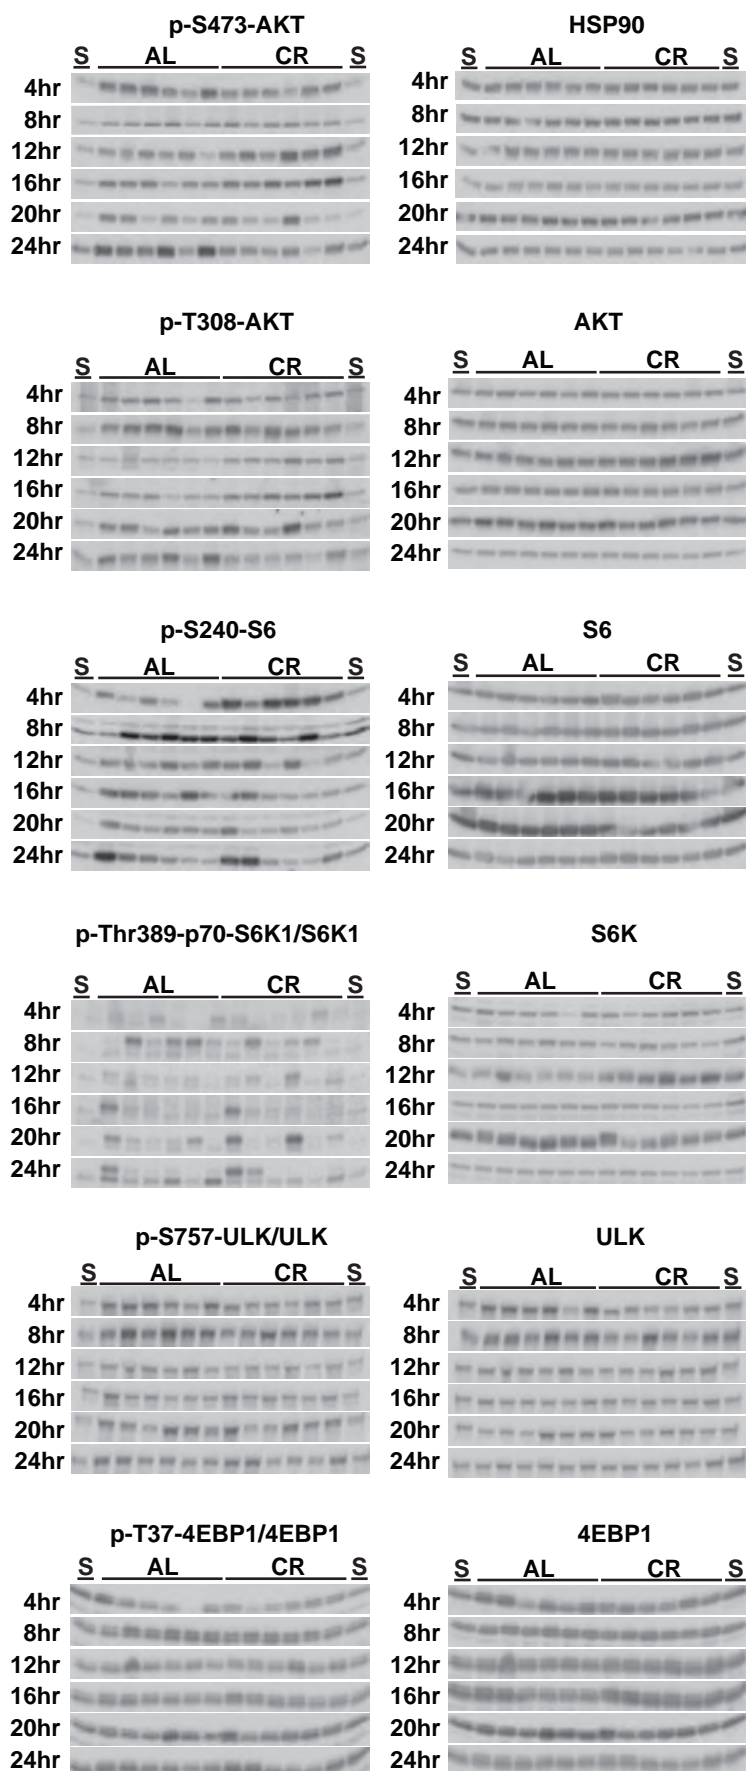 p-S473-AKT
S AL CR S
4hr
8hr
12hr
16hr
20hr
24hr
HSP90
S AL CR S
4hr
8hr
12hr
16hr
20hr
24hr
p-T308-AKT
S AL CR S
4hr
8hr
12hr
16hr
20hr
24hr
AKT
S AL CR S
4hr
8hr
12hr
16hr
20hr
24hr
p-S240-S6
S AL CR S
4hr
8hr
12hr
16hr
20hr
24hr
S6
S AL CR S
4hr
8hr
12hr
16hr
20hr
24hr
p-Thr389-p70-S6K1/S6K1
S AL CR S
4hr
8hr
12hr
16hr
20hr
24hr
S6K
S AL CR S
4hr
8hr
12hr
16hr
20hr
24hr
p-S757-ULK/ULK
S AL CR S
4hr
8hr
12hr
16hr
20hr
24hr
ULK
S AL CR S
4hr
8hr
12hr
16hr
20hr
24hr
p-T37-4EBP1/4EBP1
S AL CR S
4hr
8hr
12hr
16hr
20hr
24hr
4EBP1
S AL CR S
4hr
8hr
12hr
16hr
20hr
24hr